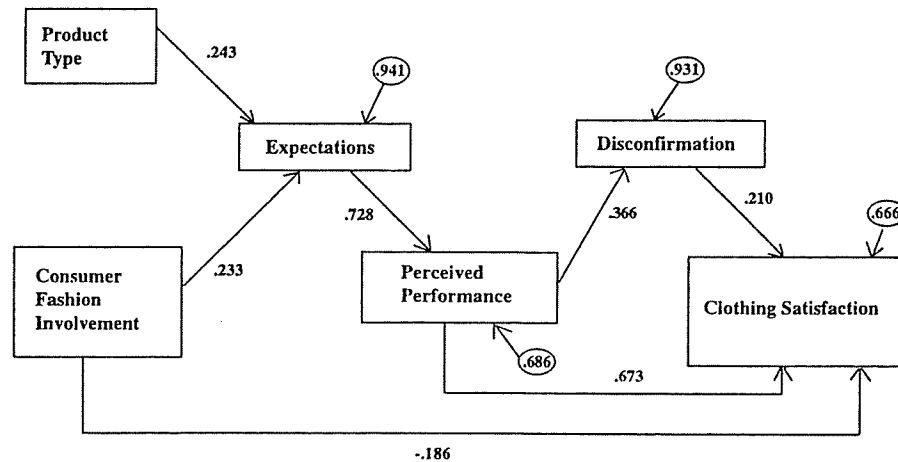 Product
Type
.243
.941
.931
Expectations
Disconfirmation
.728
.366
.210
.666
.233
Consumer
Fashion
Involvement
Perceived
Performance
Clothing Satisfaction
.686
.673
-.186